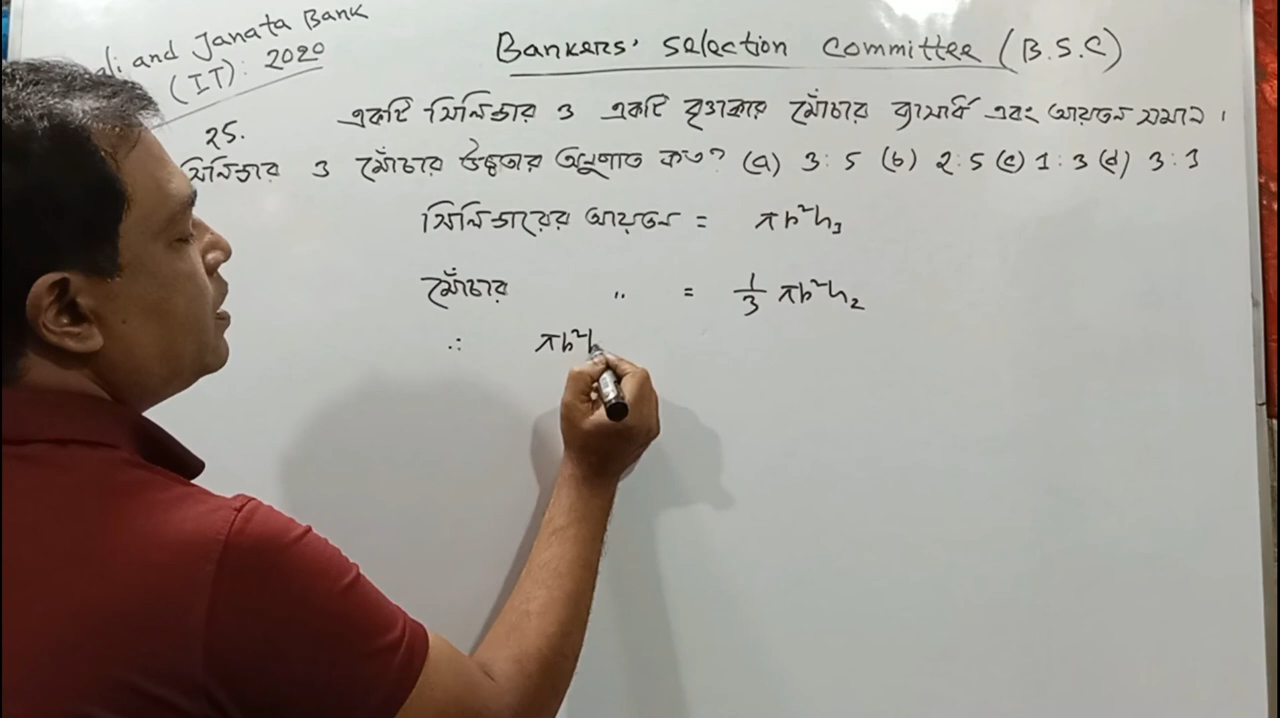 and Janata Bank
(IT): 2020
Bankers' Selection Committee (B.S.C)
২৫.
একটি সিলিন্ডার ও একটি বৃত্তাকার মোঁচার ব্যাসার্ধ এবং আয়তন সমান।
সিলিন্ডার ও মোঁচার উচ্চতার অনুপাত কত? (a) 3:5 (b) 2:5 (c) 1:3 (d) 3:1
সিলিন্ডারের আয়তন = πr²h₁
মোঁচার " = 1/3 πr²h₂
∴ πr²h